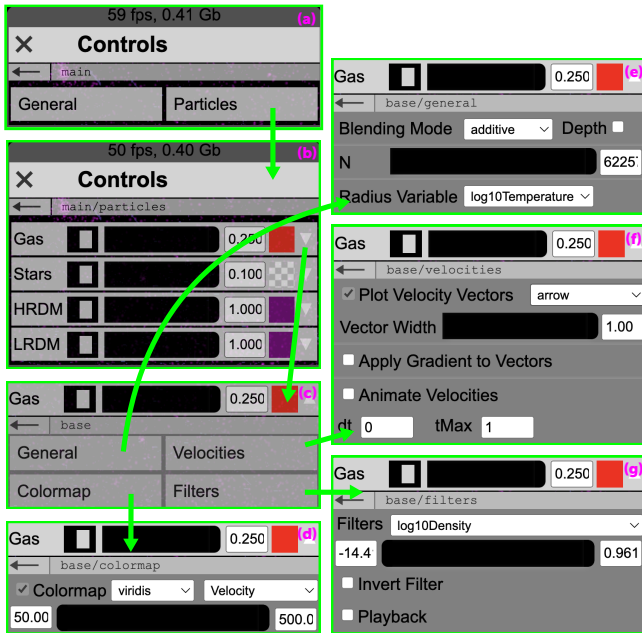 59 fps, 0.41 Gb (a)
Controls
main
General Particles
50 fps, 0.40 Gb (b)
Controls
main/particles
Gas 0.250
Stars 0.100
HRDM 1.000
LRDM 1.000
Gas 0.250 (c)
base
General Velocities
Colormap Filters
Gas 0.250 (d)
base/colormap
Colormap viridis Velocity
50.00 500.0
Gas 0.250 (e)
base/general
Blending Mode additive Depth
N 6225
Radius Variable log10Temperature
Gas 0.250 (f)
base/velocities
Plot Velocity Vectors arrow
Vector Width 1.00
Apply Gradient to Vectors
Animate Velocities
dt 0 tMax 1
Gas 0.250 (g)
base/filters
Filters log10Density
-14.4 0.961
Invert Filter
Playback